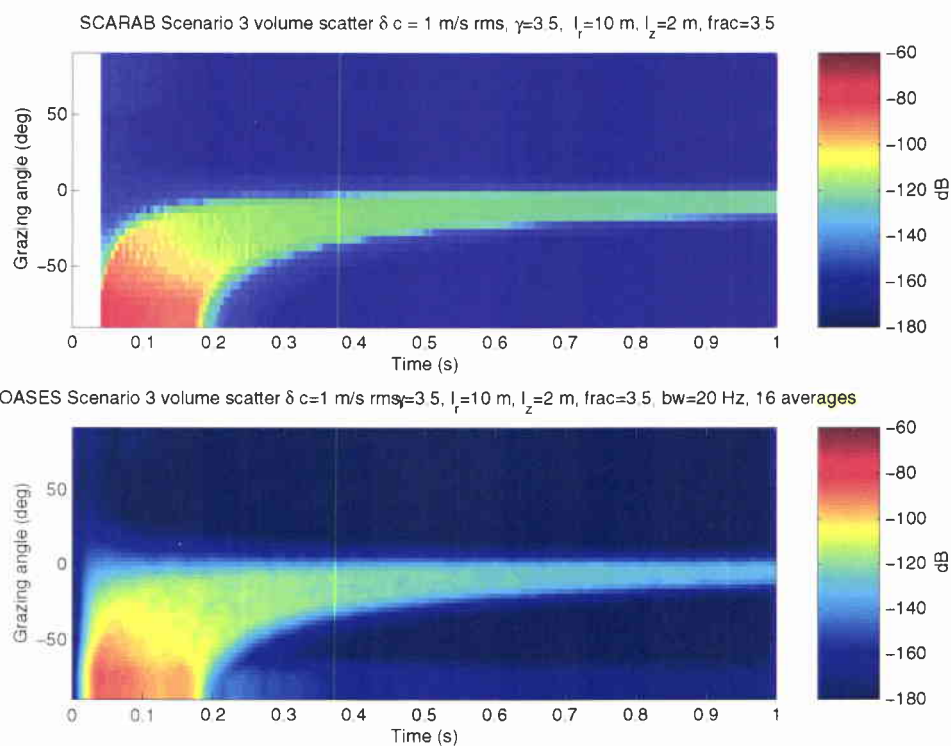 SCARAB Scenario 3 volume scatter δ c = 1 m/s rms, γ=3.5, l_r=10 m, l_z=2 m, frac=3.5
Grazing angle (deg)
50
0
−50
0 0.1 0.2 0.3 0.4 0.5 0.6 0.7 0.8 0.9 1
Time (s)
−60
−80
−100
−120
−140
−160
−180
dB
OASES Scenario 3 volume scatter δ c=1 m/s rms,γ=3.5, l_r=10 m, l_z=2 m, frac=3.5, bw=20 Hz, 16 averages
Grazing angle (deg)
50
0
−50
0 0.1 0.2 0.3 0.4 0.5 0.6 0.7 0.8 0.9 1
Time (s)
−60
−80
−100
−120
−140
−160
−180
dB